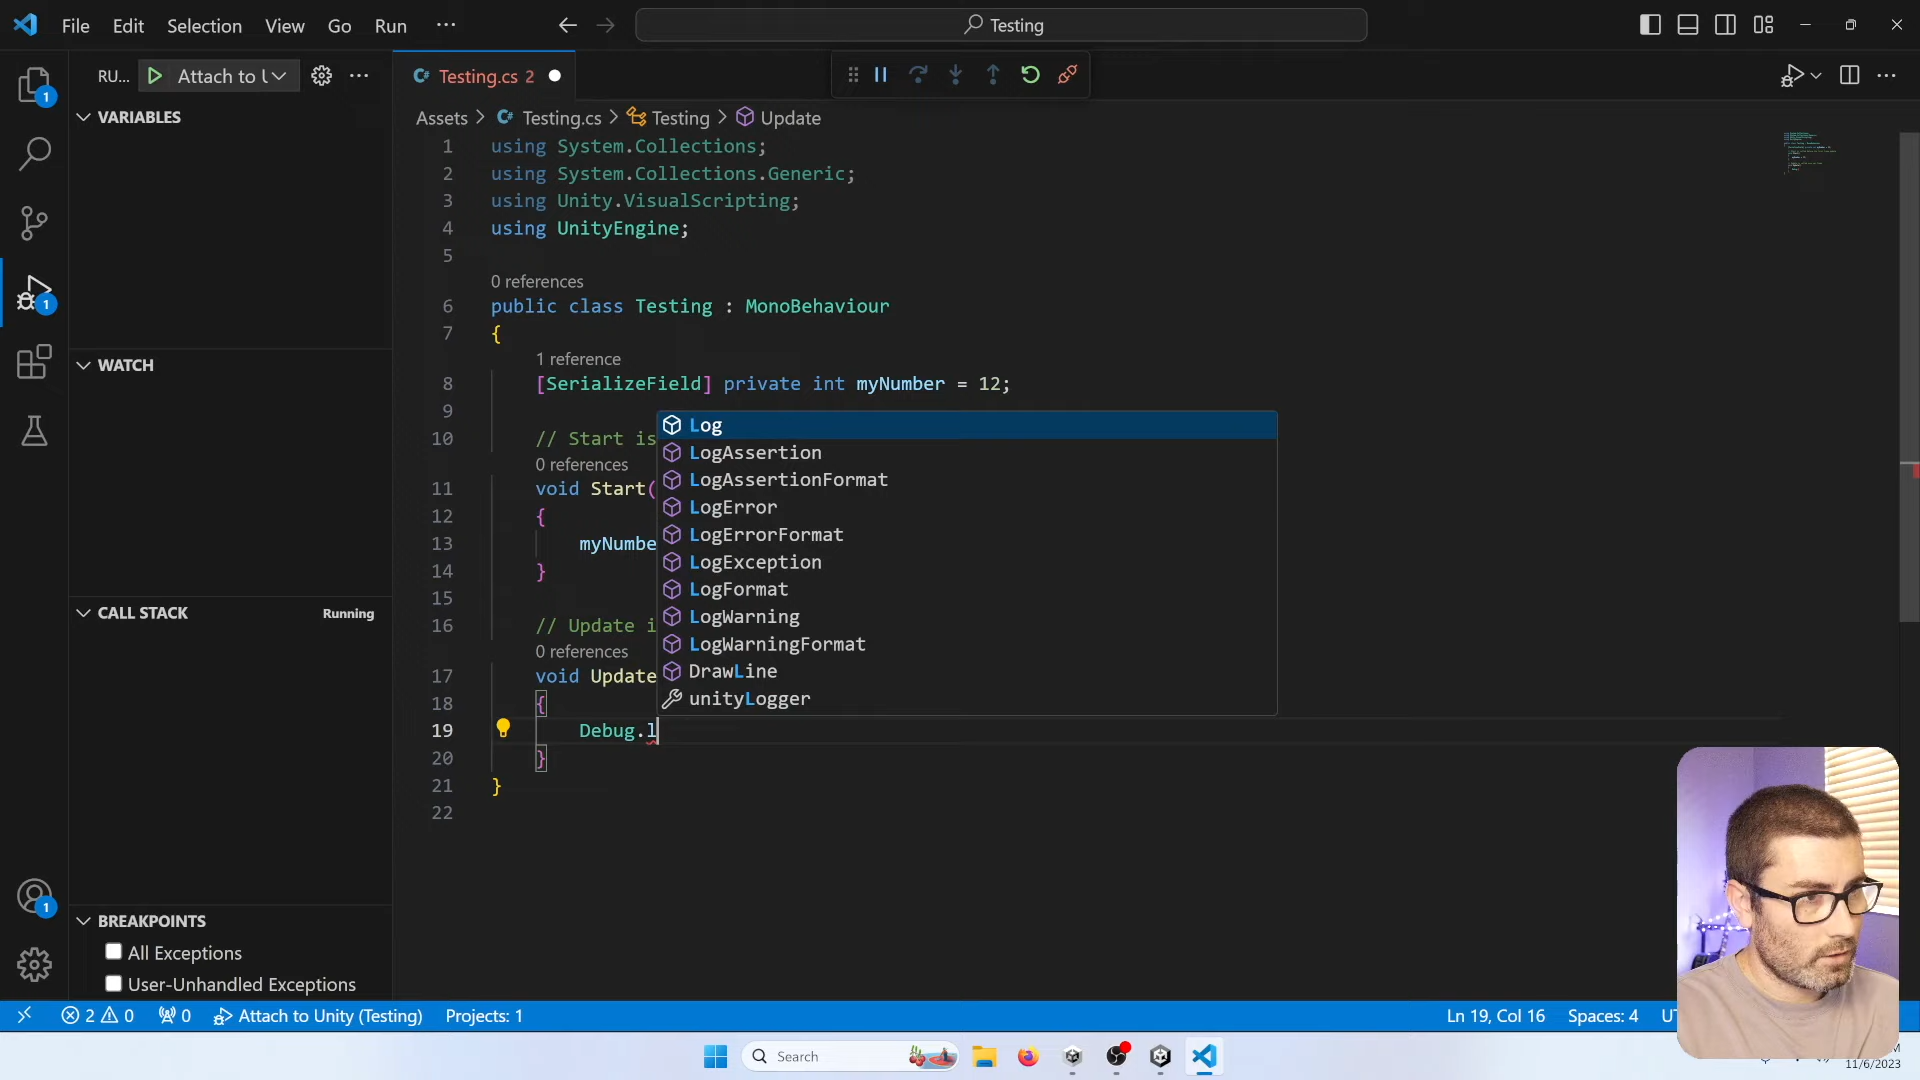 File Edit Selection View Go Run ···
Testing
RU... Attach to U
Testing.cs 2
VARIABLES
Assets > Testing.cs > Testing > Update
1 using System.Collections;
2 using System.Collections.Generic;
3 using Unity.VisualScripting;
4 using UnityEngine;
5
0 references
6 public class Testing : MonoBehaviour
7 {
WATCH
1 reference
8 [SerializeField] private int myNumber = 12;
9
Log
10 // Start is
LogAssertion
0 references
LogAssertionFormat
11 void Start(
LogError
12 {
LogErrorFormat
13 myNumbe
LogException
14 }
LogFormat
15
CALL STACK Running
LogWarning
16 // Update i
LogWarningFormat
0 references
DrawLine
17 void Update
unityLogger
18 {
19 Debug.l
20 }
21 }
22
1
1
1
BREAKPOINTS
All Exceptions
User-Unhandled Exceptions
2 0 0 Attach to Unity (Testing) Projects: 1 Ln 19, Col 16 Spaces: 4
Search
11/6/2023